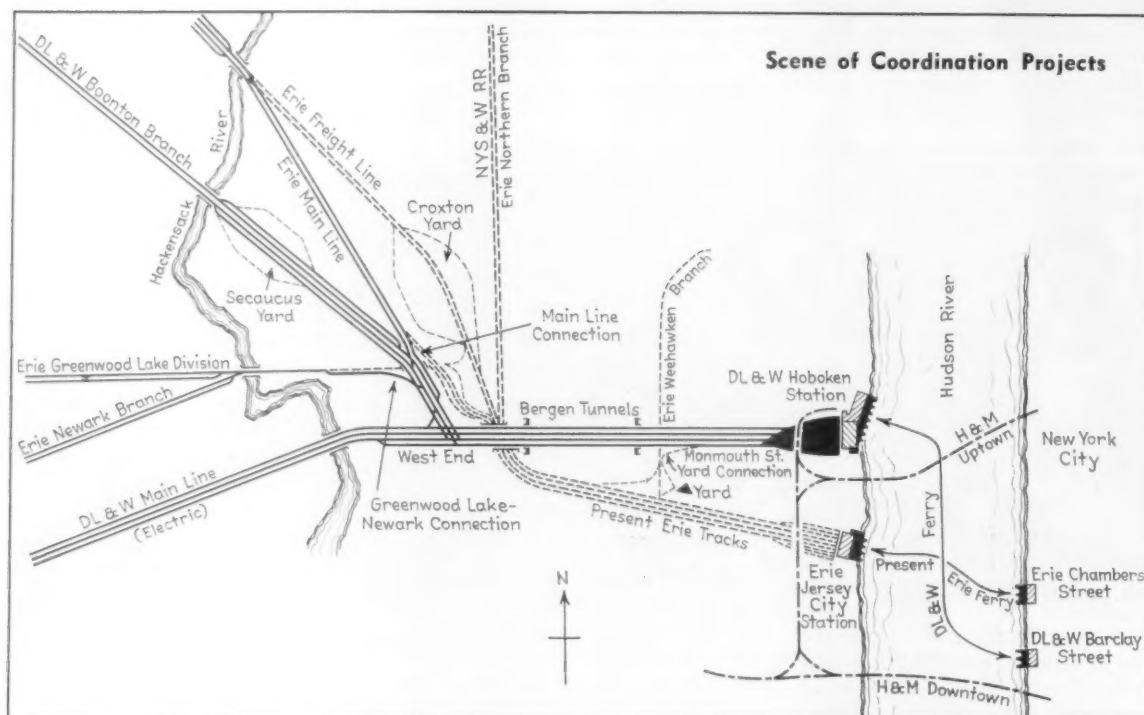 Scene of Coordination Projects
DL & W Boonton Branch
River
Hackensack
Erie Freight Line
Erie Main Line
NYS & W RR
Erie Northern Branch
Croxton
Yard
Secaucus
Yard
Main Line
Connection
Erie Weehawken Branch
Hudson River
Erie Greenwood Lake Division
Erie Newark Branch
DL & W Hoboken
Station
Bergen Tunnels
H & M
Uptown
New York
City
West End
Monmouth St.
Yard Connection
Yard
DL & W Main Line
(Electric)
Greenwood Lake-
Newark Connection
Present Erie Tracks
DL&W Ferry
Present
Erie Ferry
Erie
Jersey
City
Station
Erie Chambers
Street
DL&W Barclay
Street
N
H&M Downtown